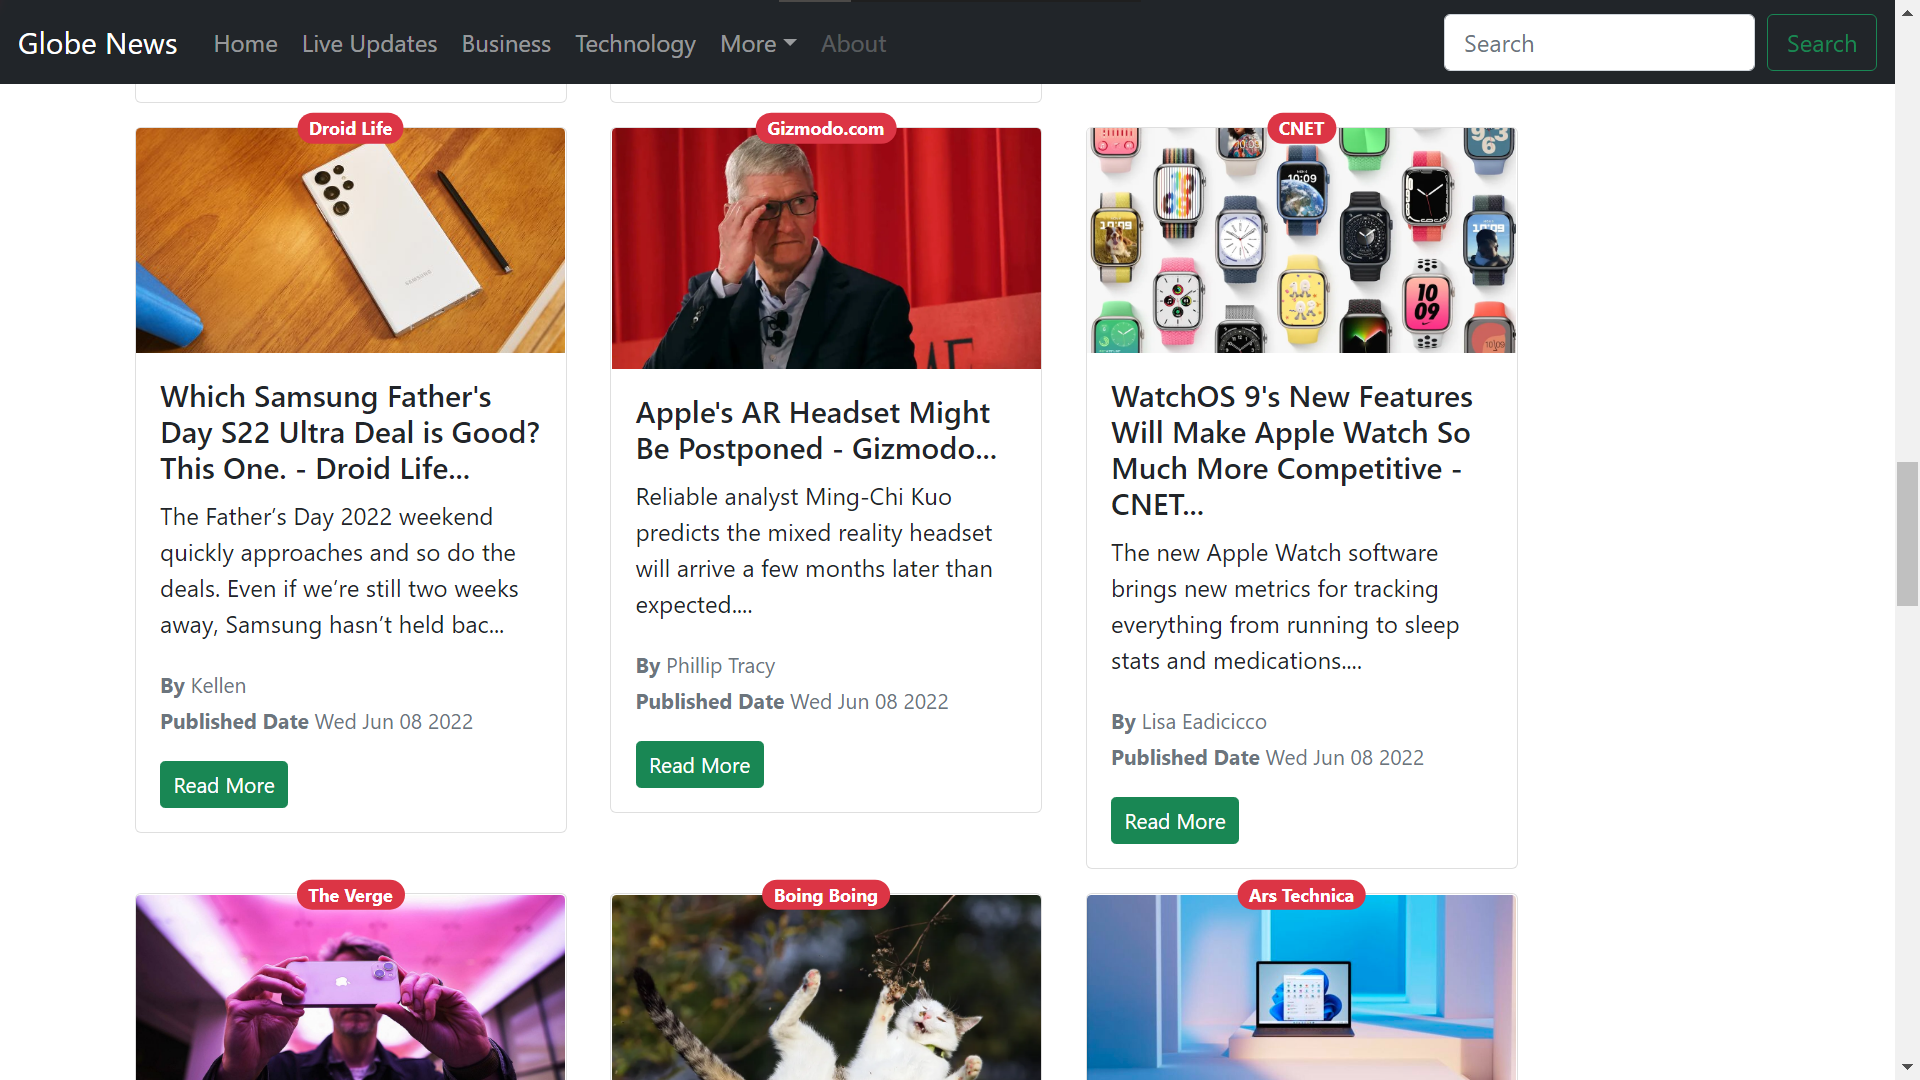 Globe News Home Live Updates Business Technology More About Search Search
Droid Life
Which Samsung Father's
Day S22 Ultra Deal is Good?
This One. - Droid Life...
The Father’s Day 2022 weekend
quickly approaches and so do the
deals. Even if we’re still two weeks
away, Samsung hasn’t held bac...
By Kellen
Published Date Wed Jun 08 2022
Read More
Gizmodo.com
Apple's AR Headset Might
Be Postponed - Gizmodo...
Reliable analyst Ming-Chi Kuo
predicts the mixed reality headset
will arrive a few months later than
expected....
By Phillip Tracy
Published Date Wed Jun 08 2022
Read More
CNET
10:09
10:09
10
09
WatchOS 9's New Features
Will Make Apple Watch So
Much More Competitive -
CNET...
The new Apple Watch software
brings new metrics for tracking
everything from running to sleep
stats and medications....
By Lisa Eadicicco
Published Date Wed Jun 08 2022
Read More
The Verge
Boing Boing
Ars Technica